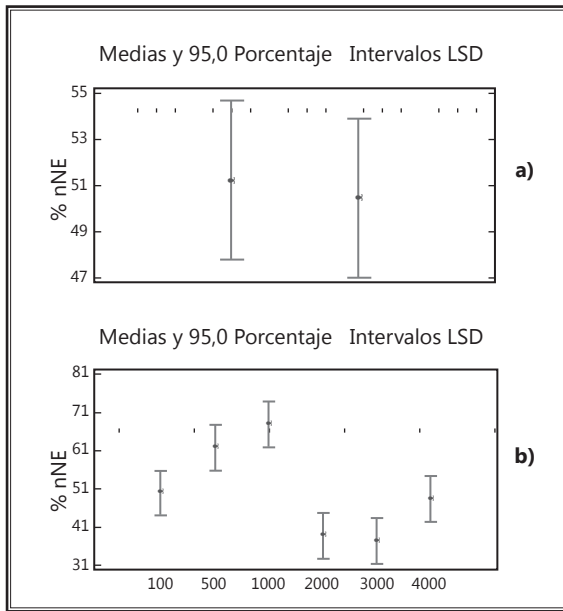 Medias y 95,0 Porcentaje Intervalos LSD
55
53
51
49
47
% nNE
a)
Medias y 95,0 Porcentaje Intervalos LSD
81
71
61
51
41
31
% nNE
b)
100 500 1000 2000 3000 4000